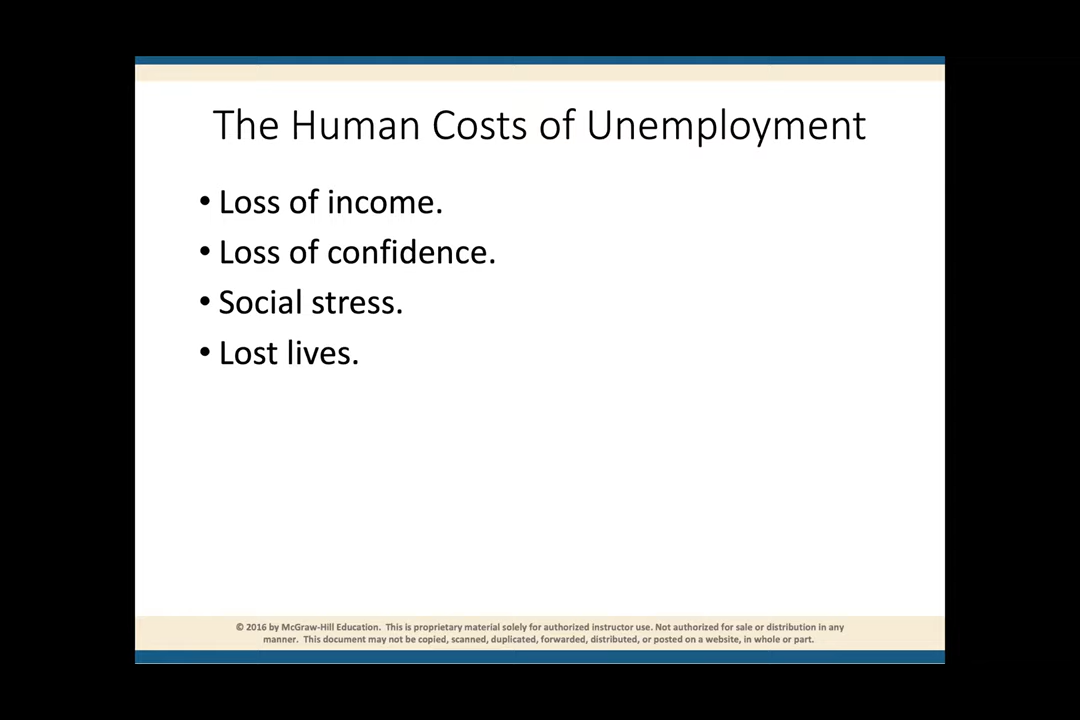 The Human Costs of Unemployment
• Loss of income.
• Loss of confidence.
• Social stress.
• Lost lives.
© 2016 by McGraw-Hill Education. This is proprietary material solely for authorized instructor use. Not authorized for sale or distribution in any
manner. This document may not be copied, scanned, duplicated, forwarded, distributed, or posted on a website, in whole or part.